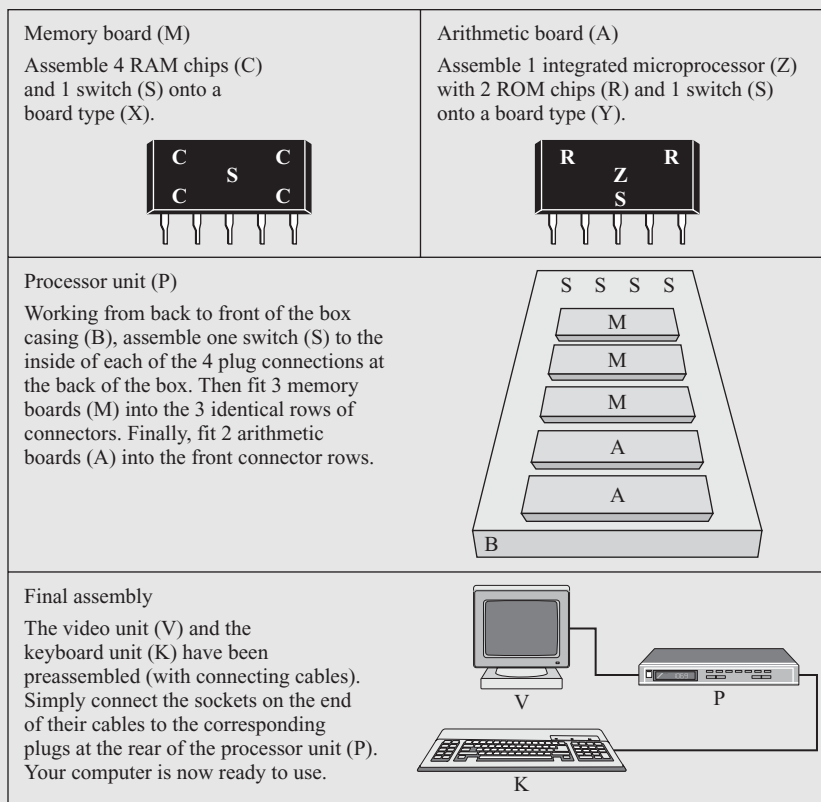 Memory board (M)
Assemble 4 RAM chips (C)
and 1 switch (S) onto a
board type (X).
C C
S
C C
Arithmetic board (A)
Assemble 1 integrated microprocessor (Z)
with 2 ROM chips (R) and 1 switch (S)
onto a board type (Y).
R R
Z
S
Processor unit (P)
Working from back to front of the box
casing (B), assemble one switch (S) to the
inside of each of the 4 plug connections at
the back of the box. Then fit 3 memory
boards (M) into the 3 identical rows of
connectors. Finally, fit 2 arithmetic
boards (A) into the front connector rows.
S S S S
M
M
M
A
A
B
Final assembly
The video unit (V) and the
keyboard unit (K) have been
preassembled (with connecting cables).
Simply connect the sockets on the end
of their cables to the corresponding
plugs at the rear of the processor unit (P).
Your computer is now ready to use.
V
P
K